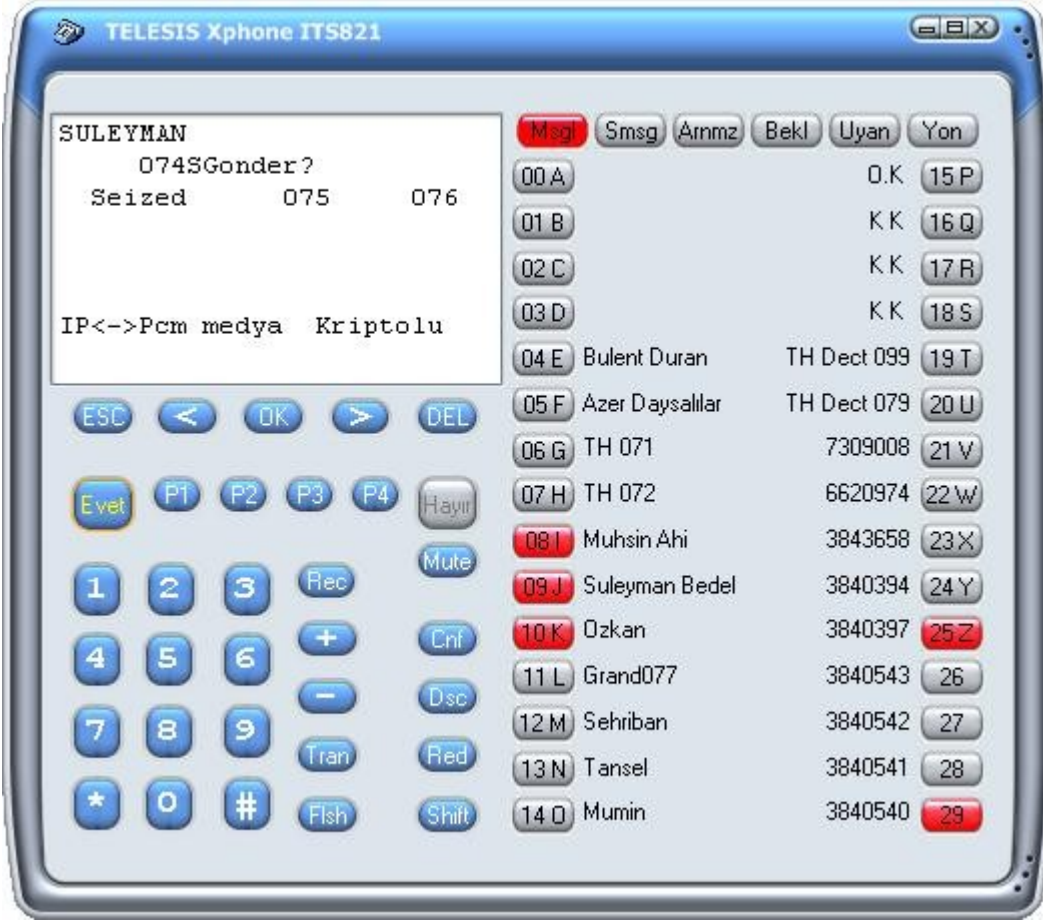 TELESIS Xphone ITS821
SULEYMAN
074SGonder?
Seized 075 076
IP<->Pcm medya Kriptolu
ESC < OK > DEL
Evet P1 P2 P3 P4 Hayır
Mute
1 2 3 Rec
4 5 6 + Cnf
- Dsc
7 8 9 Tran Red
* 0 # Flsh Shift
Msgl Smsg Arnmz Bekl Uyan Yon
00 A O.K 15 P
01 B K K 16 Q
02 C K K 17 R
03 D K K 18 S
04 E Bulent Duran TH Dect 099 19 T
05 F Azer Daysalılar TH Dect 079 20 U
06 G TH 071 7309008 21 V
07 H TH 072 6620974 22 W
08 I Muhsin Ahi 3843658 23 X
09 J Suleyman Bedel 3840394 24 Y
10 K Ozkan 3840397 25 Z
11 L Grand077 3840543 26
12 M Sehriban 3840542 27
13 N Tansel 3840541 28
14 O Mumin 3840540 29